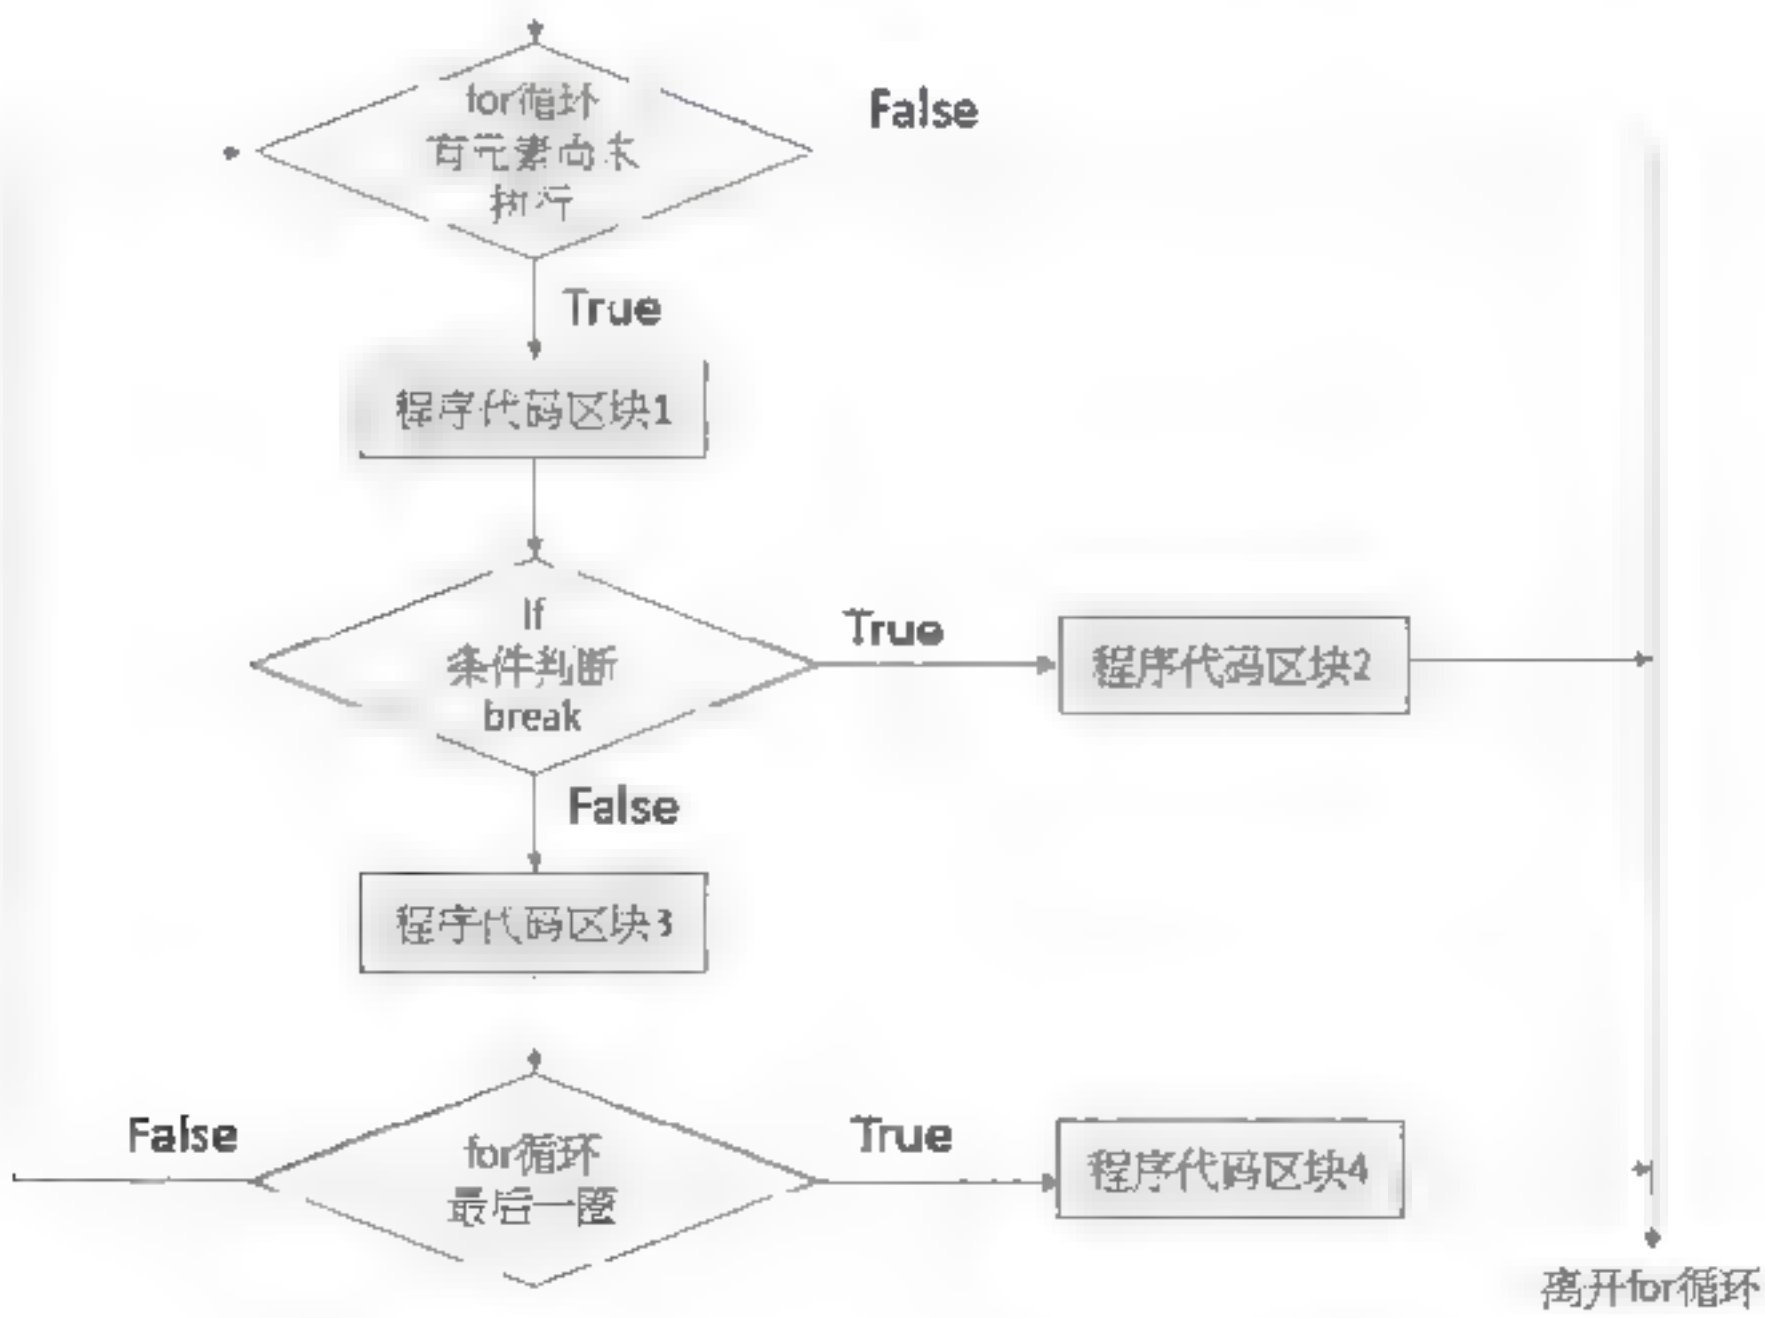 for循环
有元素尚未
执行
False
True
程序代码区块1
If
条件判断
break
True
程序代码区块2
False
程序代码区块3
False
for循环
最后一圈
True
程序代码区块4
离开for循环